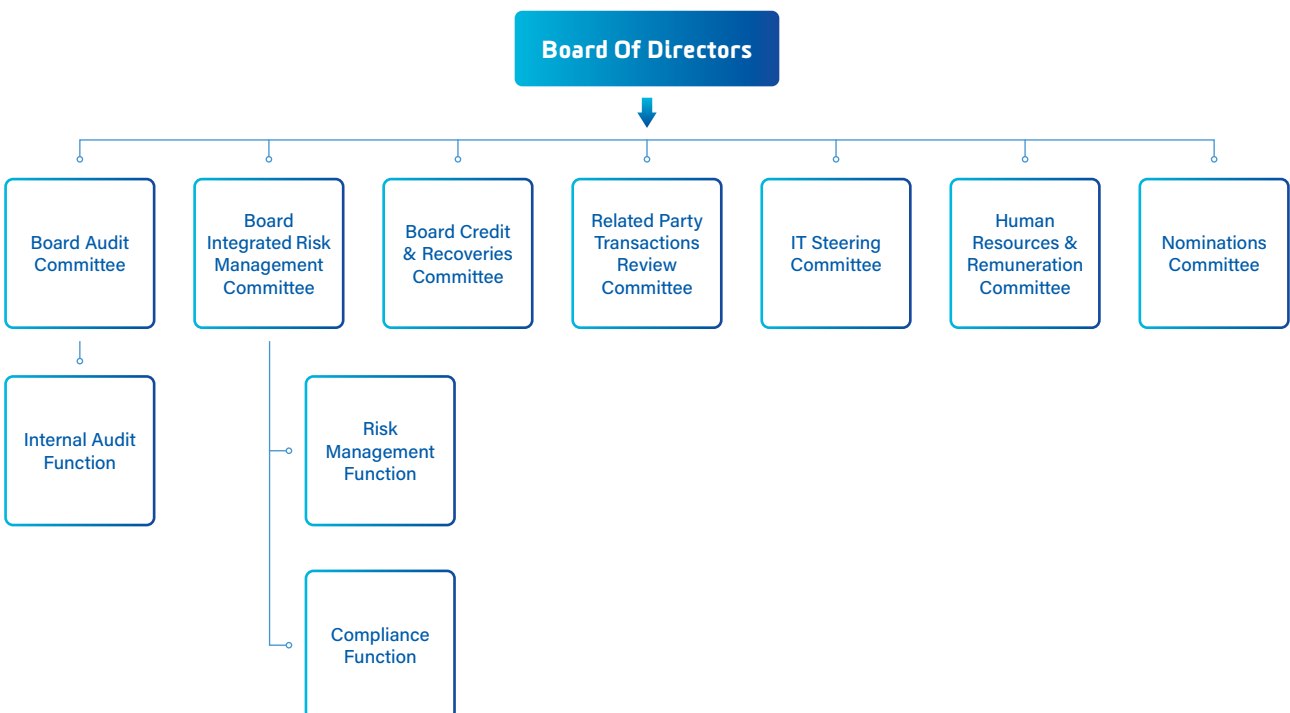 Board Of Directors
Board Audit
Committee
Board
Integrated Risk
Management
Committee
Board Credit
& Recoveries
Committee
Related Party
Transactions
Review
Committee
IT Steering
Committee
Human
Resources &
Remuneration
Committee
Nominations
Committee
Internal Audit
Function
Risk
Management
Function
Compliance
Function